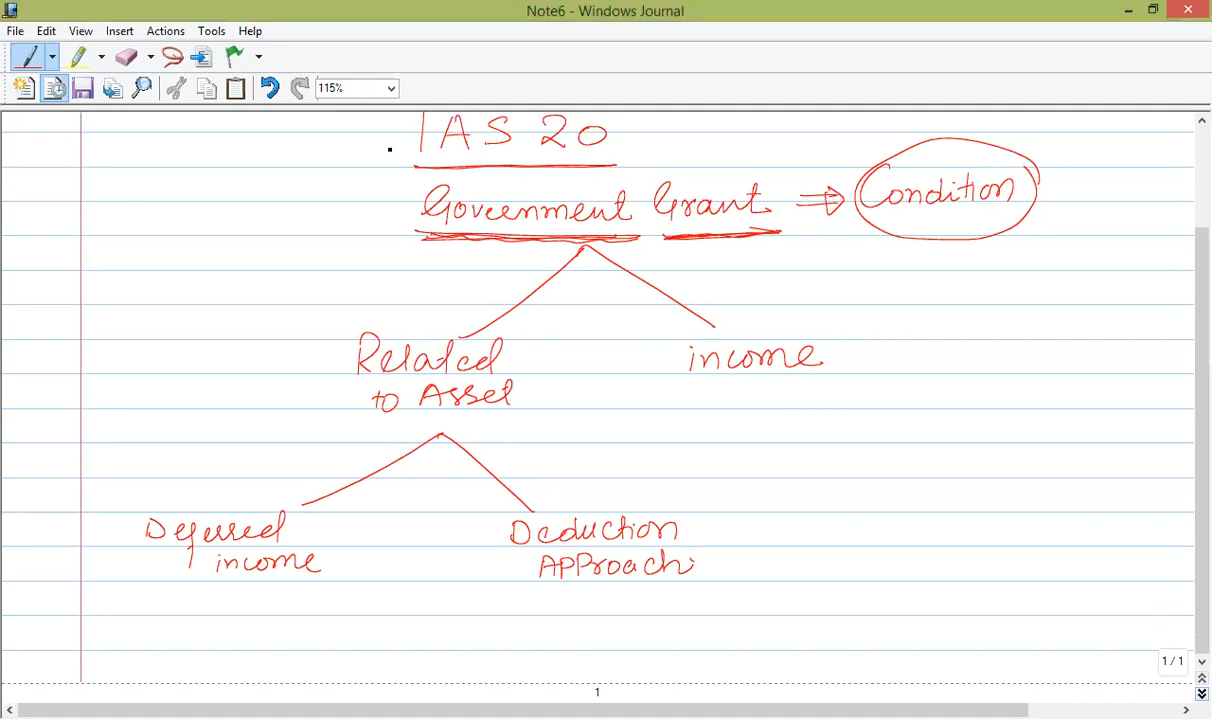 Note6 - Windows Journal
File Edit View Insert Actions Tools Help
115%
IAS 20
Government Grant ⇒ Condition
Related
to Asset
income
Deferred
income
Deduction
Approach
1 / 1
1